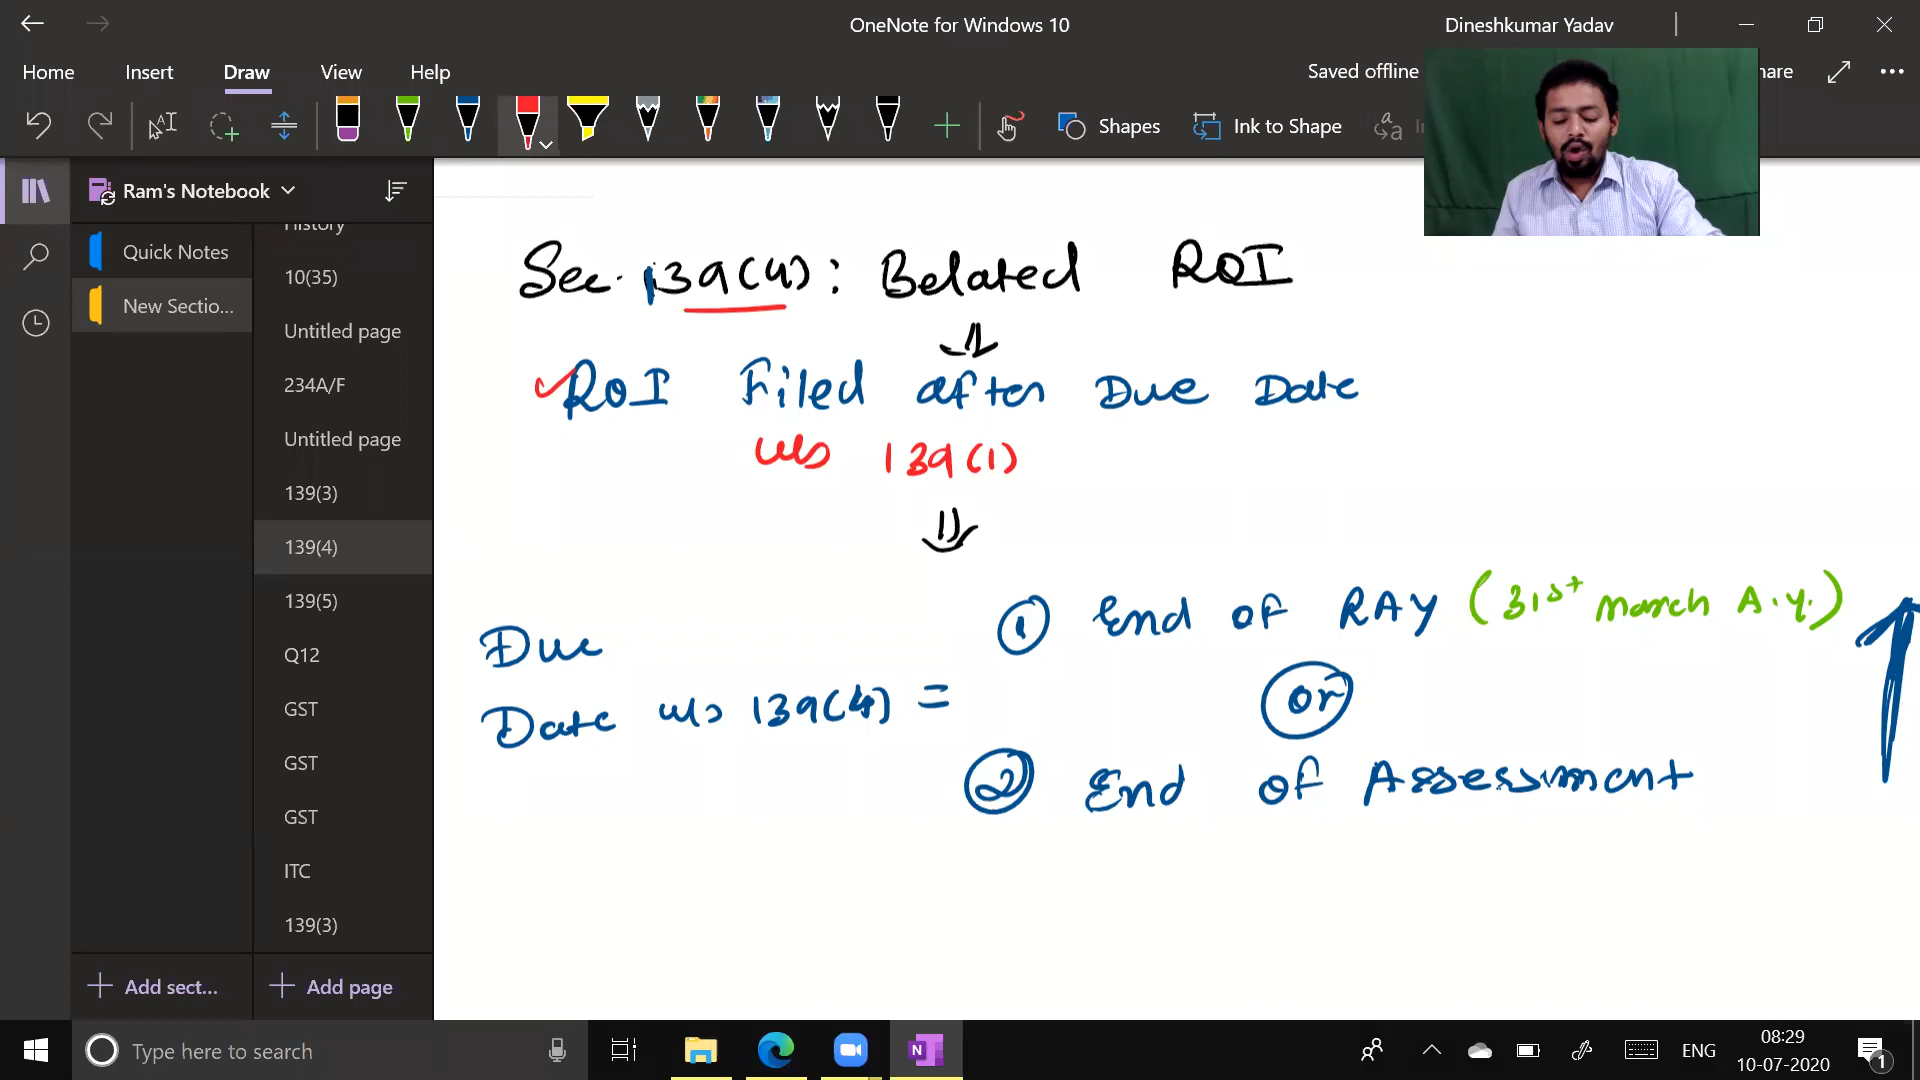 OneNote for Windows 10
Dineshkumar Yadav
Home Insert Draw View Help
Saved offline
hare
Shapes
Ink to Shape
Ram's Notebook
Quick Notes
New Sectio...
History
10(35)
Untitled page
234A/F
Untitled page
139(3)
139(4)
139(5)
Q12
GST
GST
GST
ITC
139(3)
Add sect...
Add page
Sec. 139(4): Belated ROI
ROI Filed after Due Date
u/s 139(1)
Due
Date u/s 139(4) =
① End of RAY (31st March A.Y.)
or
② End of Assessment
Type here to search
ENG
08:29
10-07-2020
1